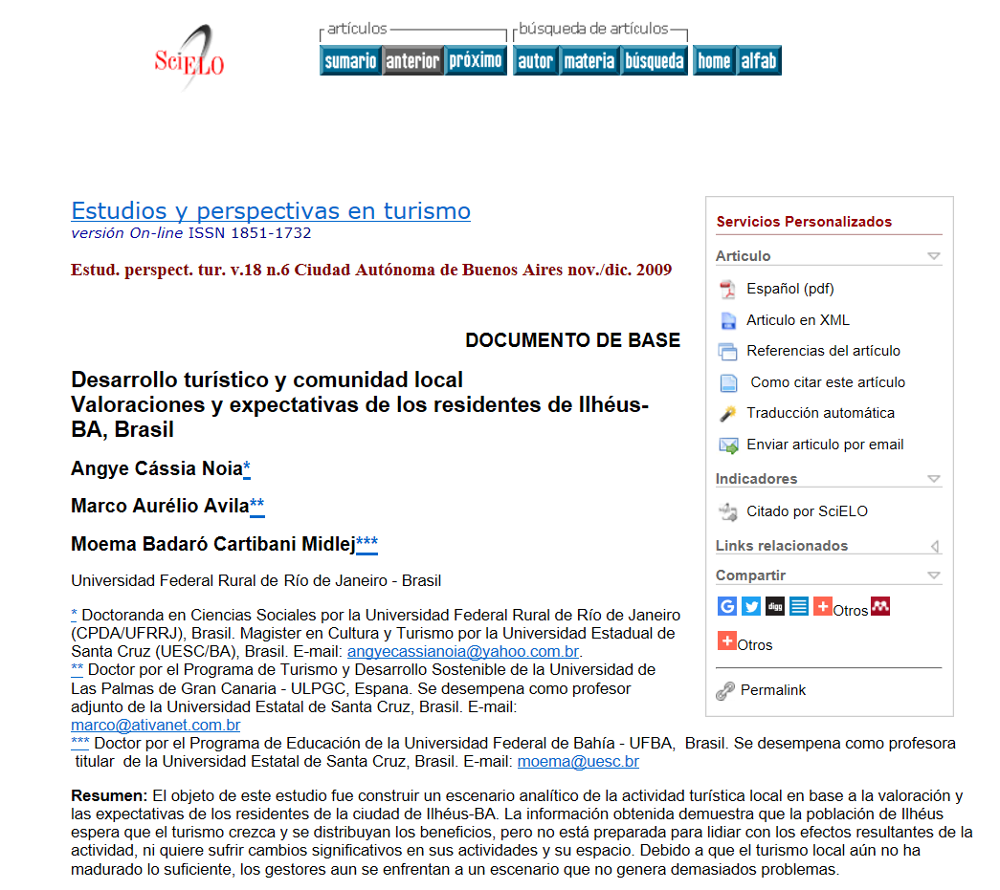 artículos
búsqueda de artículos
SciELO
sumario anterior próximo autor materia búsqueda home alfab
Estudios y perspectivas en turismo
versión On-line ISSN 1851-1732
Estud. perspect. tur. v.18 n.6 Ciudad Autónoma de Buenos Aires nov./dic. 2009
DOCUMENTO DE BASE
Desarrollo turístico y comunidad local
Valoraciones y expectativas de los residentes de Ilhéus-
BA, Brasil
Angye Cássia Noia*
Marco Aurélio Avila**
Moema Badaró Cartibani Midlej***
Universidad Federal Rural de Río de Janeiro - Brasil
* Doctoranda en Ciencias Sociales por la Universidad Federal Rural de Río de Janeiro
(CPDA/UFRRJ), Brasil. Magister en Cultura y Turismo por la Universidad Estadual de
Santa Cruz (UESC/BA), Brasil. E-mail: angyecassianoia@yahoo.com.br.
** Doctor por el Programa de Turismo y Desarrollo Sostenible de la Universidad de
Las Palmas de Gran Canaria - ULPGC, Espana. Se desempena como profesor
adjunto de la Universidad Estatal de Santa Cruz, Brasil. E-mail:
marco@ativanet.com.br
*** Doctor por el Programa de Educación de la Universidad Federal de Bahía - UFBA, Brasil. Se desempena como profesora
titular de la Universidad Estatal de Santa Cruz, Brasil. E-mail: moema@uesc.br
Resumen: El objeto de este estudio fue construir un escenario analítico de la actividad turística local en base a la valoración y
las expectativas de los residentes de la ciudad de Ilhéus-BA. La información obtenida demuestra que la población de Ilhéus
espera que el turismo crezca y se distribuyan los beneficios, pero no está preparada para lidiar con los efectos resultantes de la
actividad, ni quiere sufrir cambios significativos en sus actividades y su espacio. Debido a que el turismo local aún no ha
madurado lo suficiente, los gestores aun se enfrentan a un escenario que no genera demasiados problemas.
Servicios Personalizados
Articulo
Español (pdf)
Articulo en XML
Referencias del artículo
Como citar este artículo
Traducción automática
Enviar articulo por email
Indicadores
Citado por SciELO
Links relacionados
Compartir
G digg Otros
Otros
Permalink